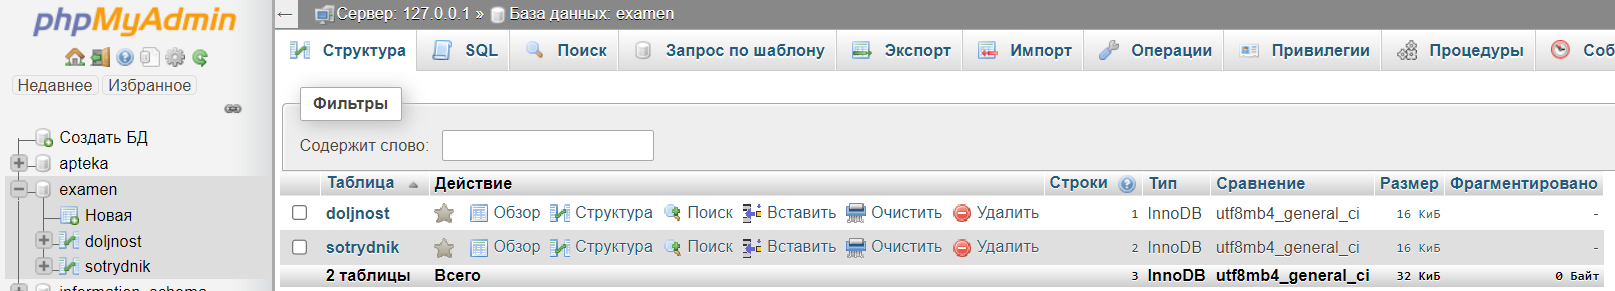 phpMyAdmin
Недавнее Избранное
Создать БД
apteka
examen
Новая
doljnost
sotrydnik
information_schema
← Сервер: 127.0.0.1 » База данных: examen
Структура SQL Поиск Запрос по шаблону Экспорт Импорт Операции Привилегии Процедуры Соб
Фильтры
Содержит слово:
Таблица Действие Строки Тип Сравнение Размер Фрагментировано
doljnost Обзор Структура Поиск Вставить Очистить Удалить 1 InnoDB utf8mb4_general_ci 16 КиБ -
sotrydnik Обзор Структура Поиск Вставить Очистить Удалить 2 InnoDB utf8mb4_general_ci 16 КиБ -
2 таблицы Всего 3 InnoDB utf8mb4_general_ci 32 КиБ 0 Байт